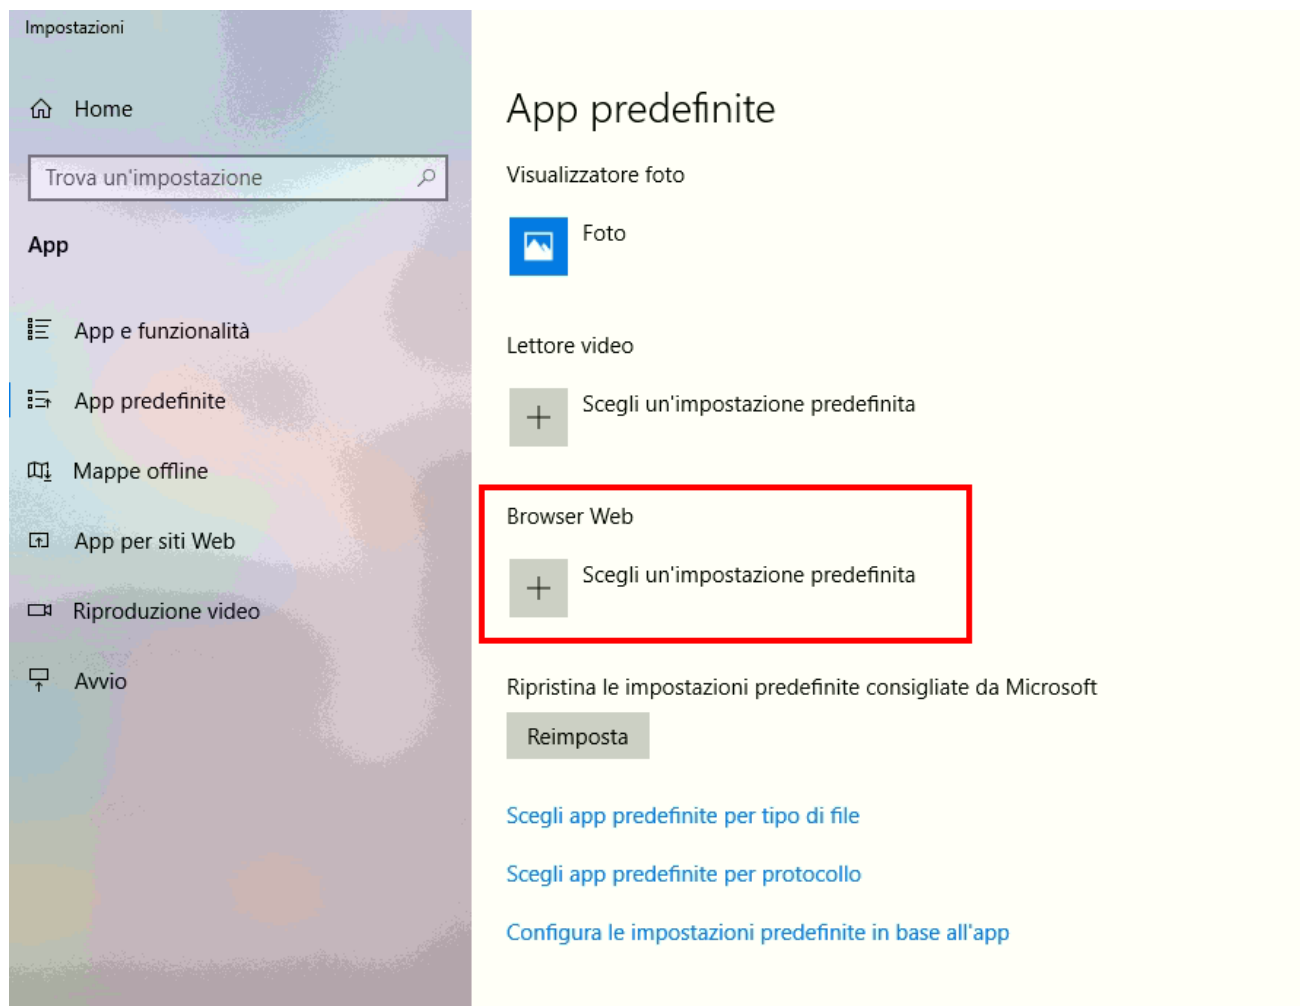 Impostazioni
Home
Trova un'impostazione
App
App e funzionalità
App predefinite
Mappe offline
App per siti Web
Riproduzione video
Avvio
App predefinite
Visualizzatore foto
Foto
Lettore video
Scegli un'impostazione predefinita
Browser Web
Scegli un'impostazione predefinita
Ripristina le impostazioni predefinite consigliate da Microsoft
Reimposta
Scegli app predefinite per tipo di file
Scegli app predefinite per protocollo
Configura le impostazioni predefinite in base all'app